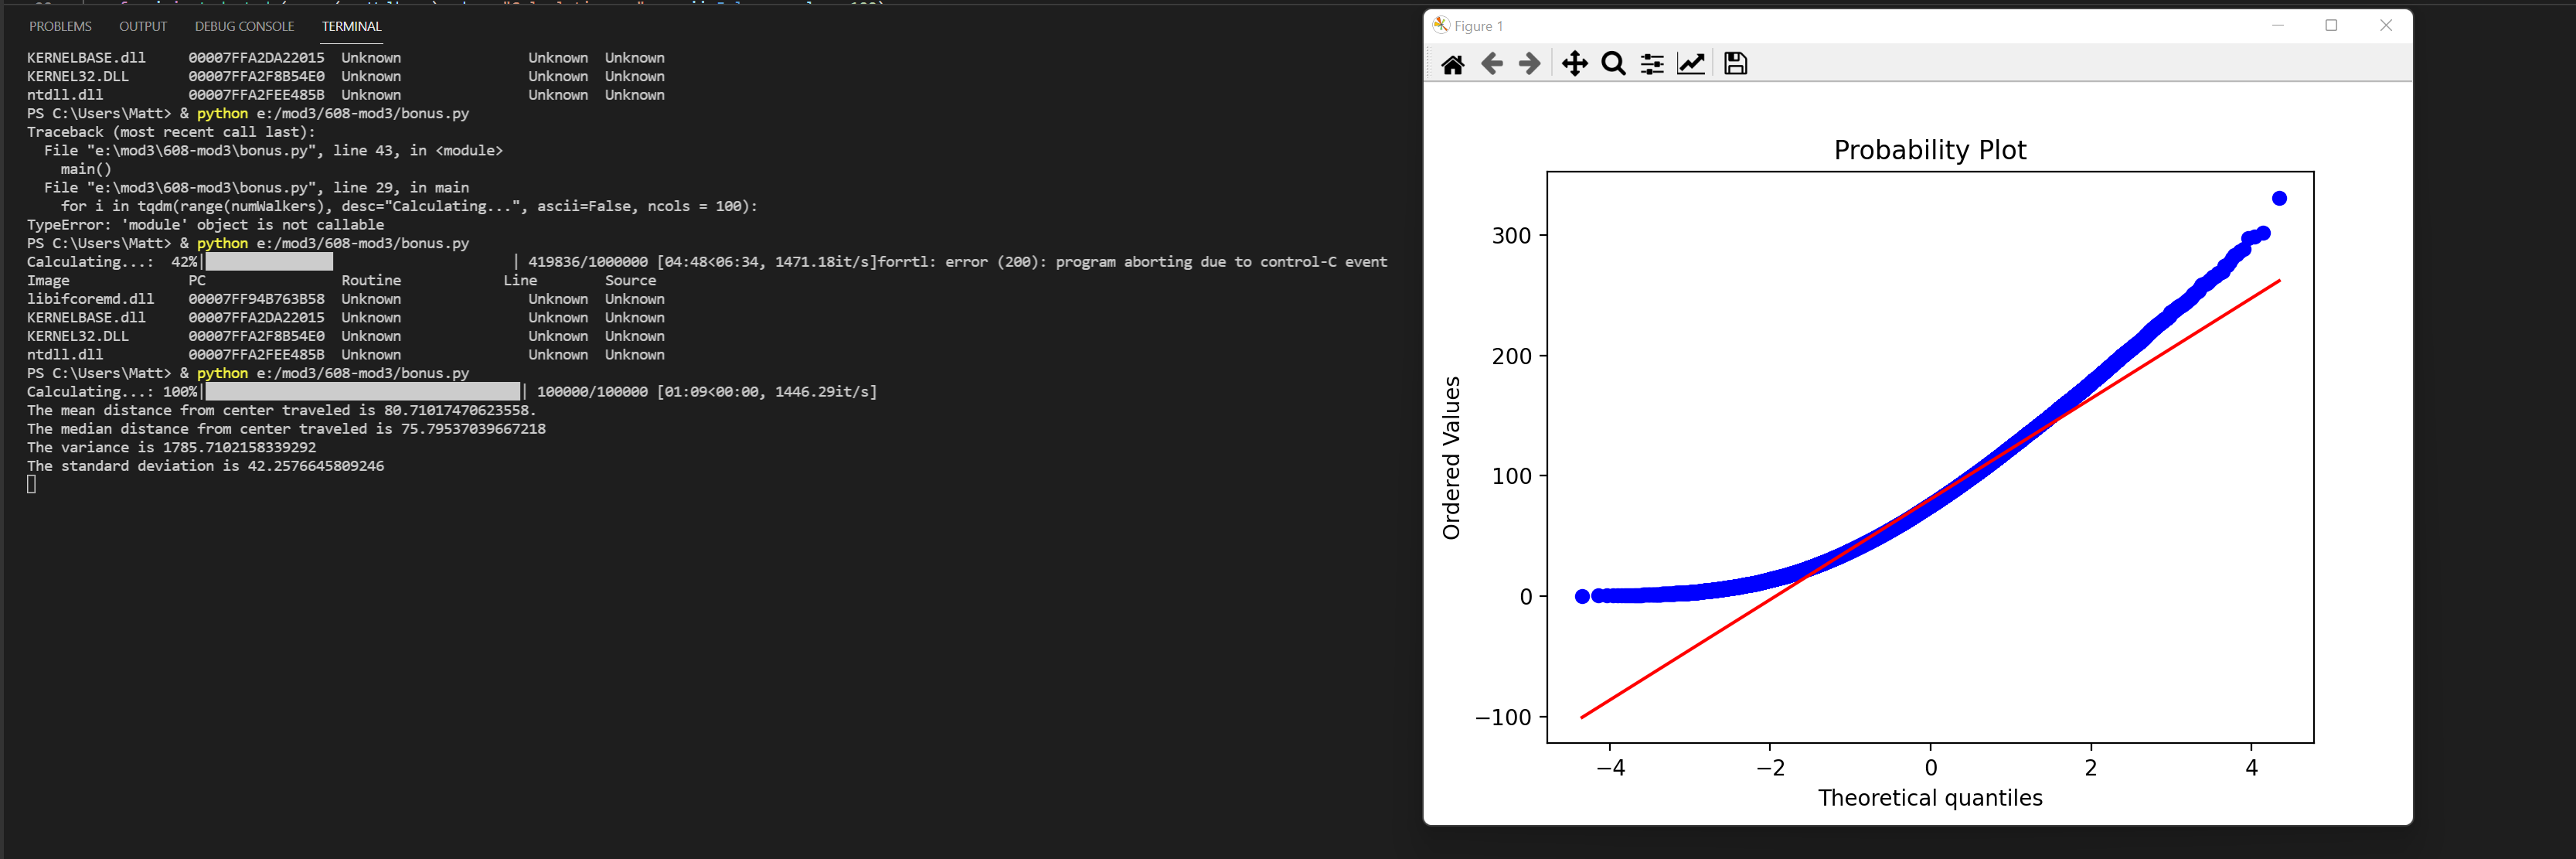 PROBLEMS OUTPUT DEBUG CONSOLE TERMINAL
KERNELBASE.dll 00007FFA2DA22015 Unknown Unknown Unknown
KERNEL32.DLL 00007FFA2F8B54E0 Unknown Unknown Unknown
ntdll.dll 00007FFA2FEE485B Unknown Unknown Unknown
PS C:\Users\Matt> & python e:/mod3/608-mod3/bonus.py
Traceback (most recent call last):
File "e:\mod3\608-mod3\bonus.py", line 43, in <module>
main()
File "e:\mod3\608-mod3\bonus.py", line 29, in main
for i in tqdm(range(numWalkers), desc="Calculating...", ascii=False, ncols = 100):
TypeError: 'module' object is not callable
PS C:\Users\Matt> & python e:/mod3/608-mod3/bonus.py
Calculating...: 42%| | 419836/1000000 [04:48<06:34, 1471.18it/s]forrtl: error (200): program aborting due to control-C event
Image PC Routine Line Source
libifcoremd.dll 00007FF94B763B58 Unknown Unknown Unknown
KERNELBASE.dll 00007FFA2DA22015 Unknown Unknown Unknown
KERNEL32.DLL 00007FFA2F8B54E0 Unknown Unknown Unknown
ntdll.dll 00007FFA2FEE485B Unknown Unknown Unknown
PS C:\Users\Matt> & python e:/mod3/608-mod3/bonus.py
Calculating...: 100%| | 100000/100000 [01:09<00:00, 1446.29it/s]
The mean distance from center traveled is 80.71017470623558.
The median distance from center traveled is 75.79537039667218
The variance is 1785.7102158339292
The standard deviation is 42.2576645809246
Figure 1
Probability Plot
300
200
100
0
−100
Ordered Values
−4 −2 0 2 4
Theoretical quantiles